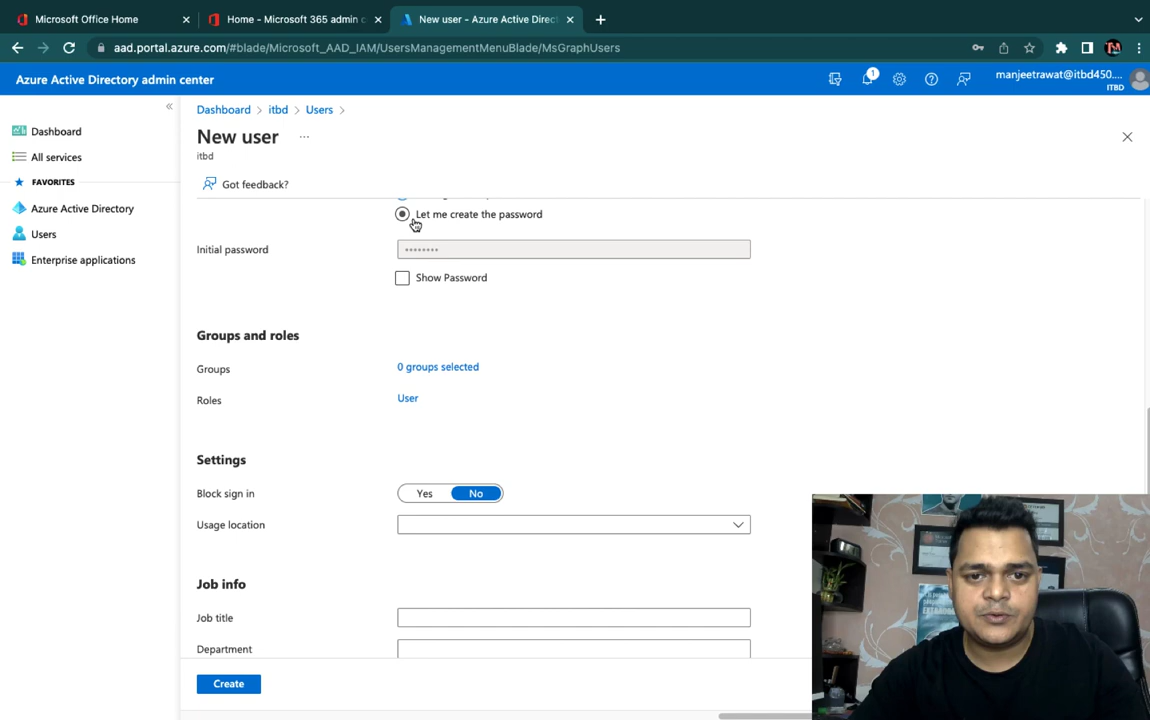 Microsoft Office Home
Home - Microsoft 365 admin c
New user - Azure Active Direct
aad.portal.azure.com/#blade/Microsoft_AAD_IAM/UsersManagementMenuBlade/MsGraphUsers
Azure Active Directory admin center
1
manjeetrawat@itbd450....
ITBD
Dashboard
All services
FAVORITES
Azure Active Directory
Users
Enterprise applications
Dashboard > itbd > Users >
New user ...
itbd
Got feedback?
Let me create the password
Initial password
Show Password
Groups and roles
Groups 0 groups selected
Roles User
Settings
Block sign in Yes No
Usage location
Job info
Job title
Department
Create